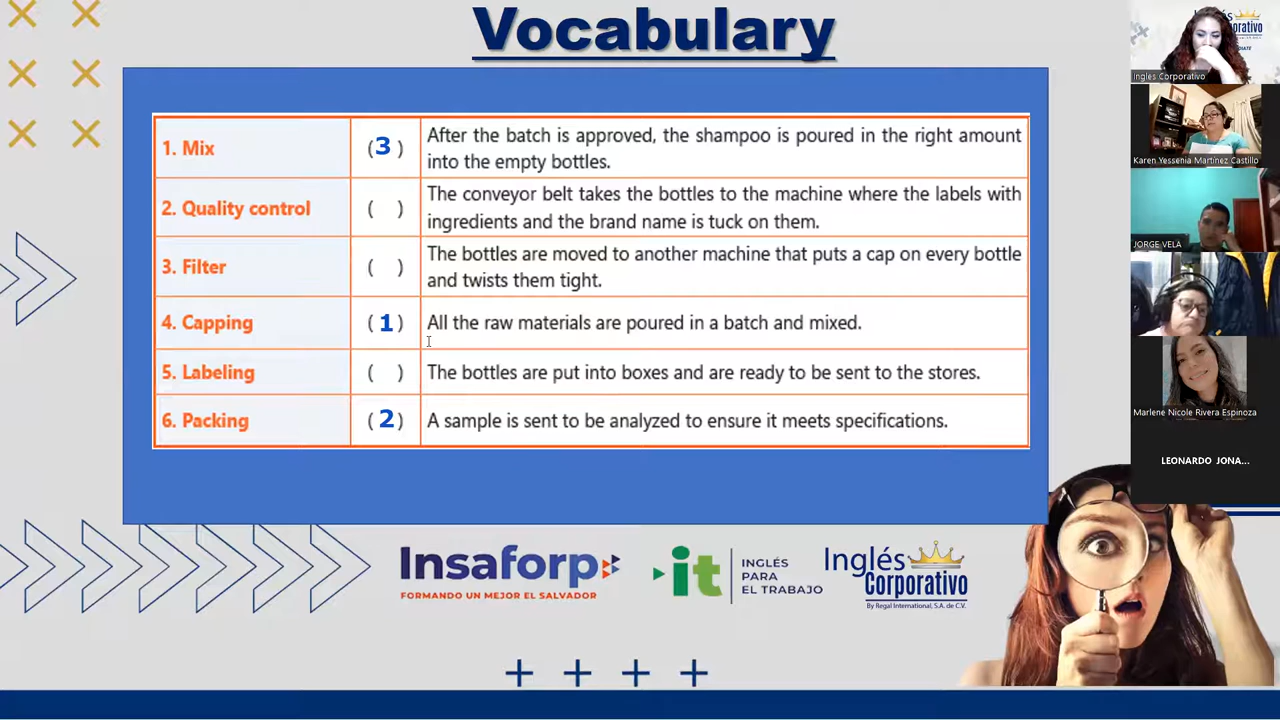 Vocabulary
1. Mix
(3)
After the batch is approved, the shampoo is poured in the right amount
into the empty bottles.
2. Quality control
( )
The conveyor belt takes the bottles to the machine where the labels with
ingredients and the brand name is tuck on them.
3. Filter
( )
The bottles are moved to another machine that puts a cap on every bottle
and twists them tight.
4. Capping
(1)
All the raw materials are poured in a batch and mixed.
5. Labeling
( )
The bottles are put into boxes and are ready to be sent to the stores.
6. Packing
(2)
A sample is sent to be analyzed to ensure it meets specifications.
Insaforp
FORMANDO UN MEJOR EL SALVADOR
it
INGLÉS
PARA
EL TRABAJO
Inglés
Corporativo
By Regal International, S.A. de C.V.
Ingles Corporativo
Karen Yessenia Martinez Castillo
JORGE VELA
Marlene Nicole Rivera Espinoza
LEONARDO JONA...